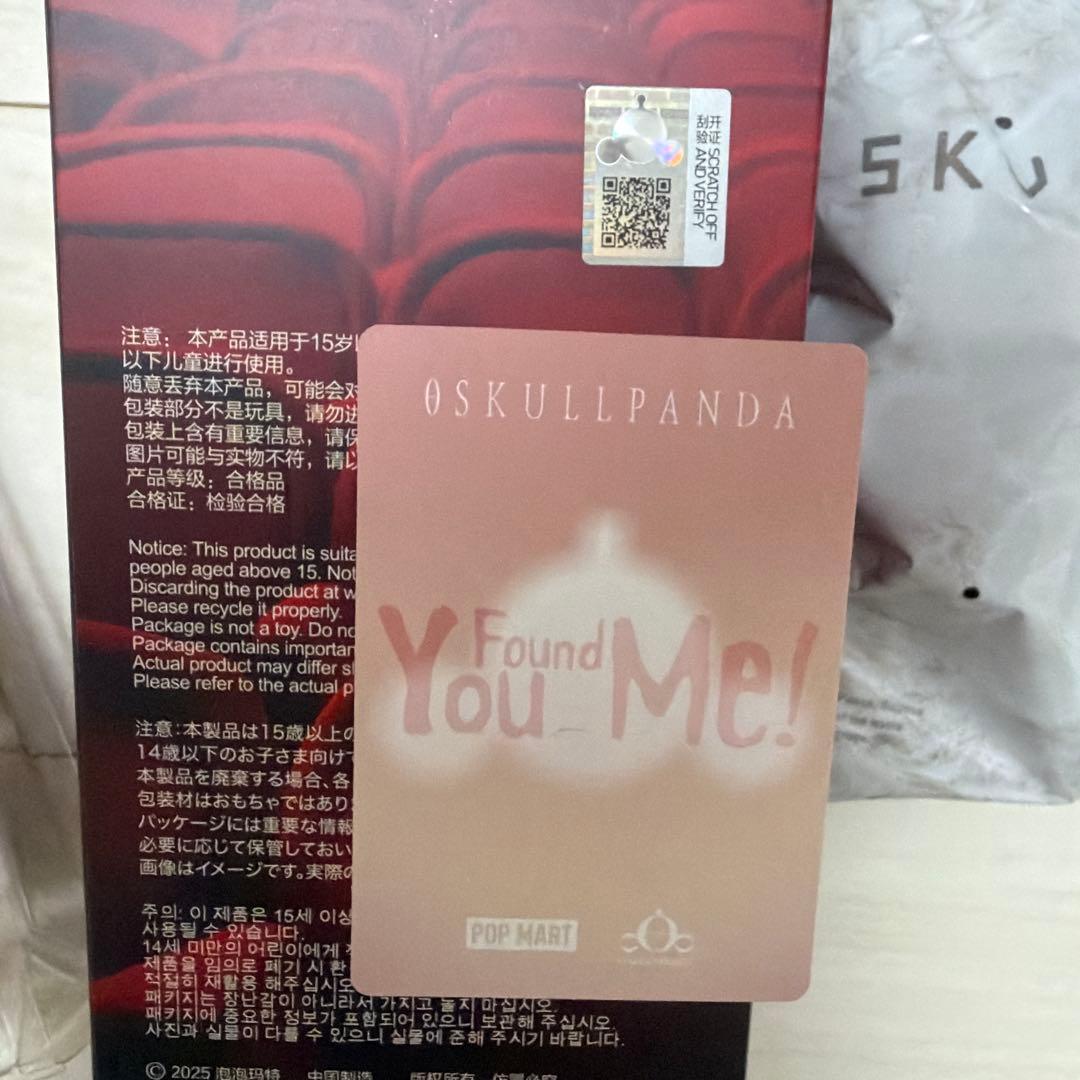 开启 SCRATCH OFF
刮验 AND VERIFY
SK
注意： 本产品适用于15岁
以下儿童进行使用。
随意丢弃本产品，可能会对
包装部分不是玩具，请勿进
包装上含有重要信息，请保
图片可能与实物不符，请以
产品等级：合格品
合格证：检验合格
Notice: This product is suita
people aged above 15. Not
Discarding the product at w
Please recycle it properly.
Package is not a toy. Do no
Package contains importan
Actual product may differ sl
Please refer to the actual p
注意:本製品は15歳以上の
14歳以下のお子さま向けで
本製品を廃棄する場合、各
包装材はおもちゃではあり
パッケージには重要な情報
必要に応じて保管しておい
画像はイメージです。実際の
주의: 이 제품은 15세 이상
사용될 수 있습니다.
14세 미만의 어린이에게
제품을 임의로 폐기 시 환
적절히 재활용 해주십시오.
패키지는 장난감이 아니라서 가지고 놀지 마십시오.
패키지에 중요한 정보가 포함되어 있으니 보관해 주십시오.
사진과 실물이 다를 수 있으니 실물에 준해 주시기 바랍니다.
© 2025 泡泡玛特 中国制造 版权所有 仿冒必究
θSKULLPANDA
You Found Me!
POP MART